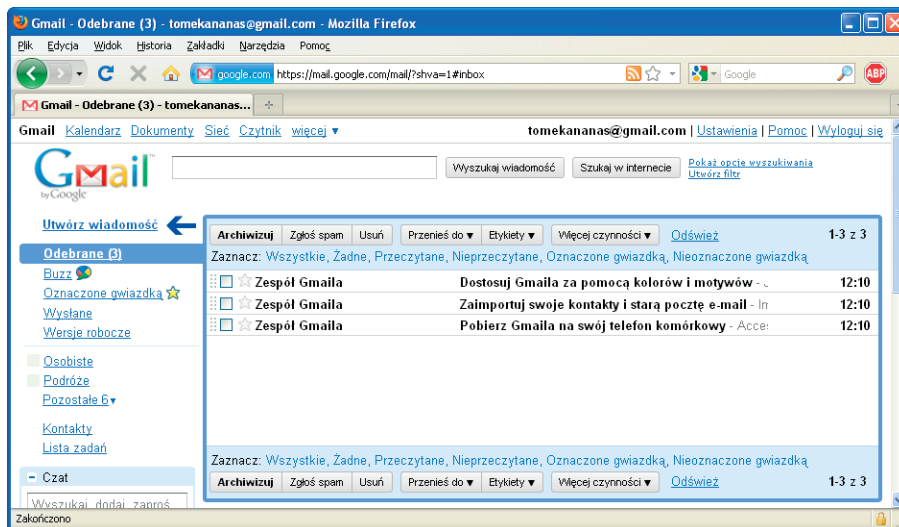 Gmail - Odebrane (3) - tomekananas@gmail.com - Mozilla Firefox
Plik Edycja Widok Historia Zakładki Narzędzia Pomoc
google.com https://mail.google.com/mail/?shva=1#inbox Google ABP
Gmail - Odebrane (3) - tomekananas...
Gmail Kalendarz Dokumenty Sieć Czytnik więcej ▼ tomekananas@gmail.com | Ustawienia | Pomoc | Wyloguj się
Gmail™
by Google
Wyszukaj wiadomość Szukaj w internecie Pokaż opcje wyszukiwania
Utwórz filtr
Utwórz wiadomość
Archiwizuj Zgłoś spam Usuń Przenieś do ▼ Etykiety ▼ Więcej czynności ▼ Odśwież 1-3 z 3
Odebrane (3)
Zaznacz: Wszystkie, Żadne, Przeczytane, Nieprzeczytane, Oznaczone gwiazdką, Nieoznaczone gwiazdką
Buzz
Zespół Gmaila Dostosuj Gmaila za pomocą kolorów i motywów - 12:10
Oznaczone gwiazdką
Zespół Gmaila Zaimportuj swoje kontakty i starą pocztę e-mail - 12:10
Wysłane
Zespół Gmaila Pobierz Gmaila na swój telefon komórkowy - Acce 12:10
Wersje robocze
Osobiste
Podróże
Pozostałe 6 ▼
Kontakty
Lista zadań
Zaznacz: Wszystkie, Żadne, Przeczytane, Nieprzeczytane, Oznaczone gwiazdką, Nieoznaczone gwiazdką
– Czat
Archiwizuj Zgłoś spam Usuń Przenieś do ▼ Etykiety ▼ Więcej czynności ▼ Odśwież 1-3 z 3
Wyszukaj, dodaj, zaproś
Zakończono